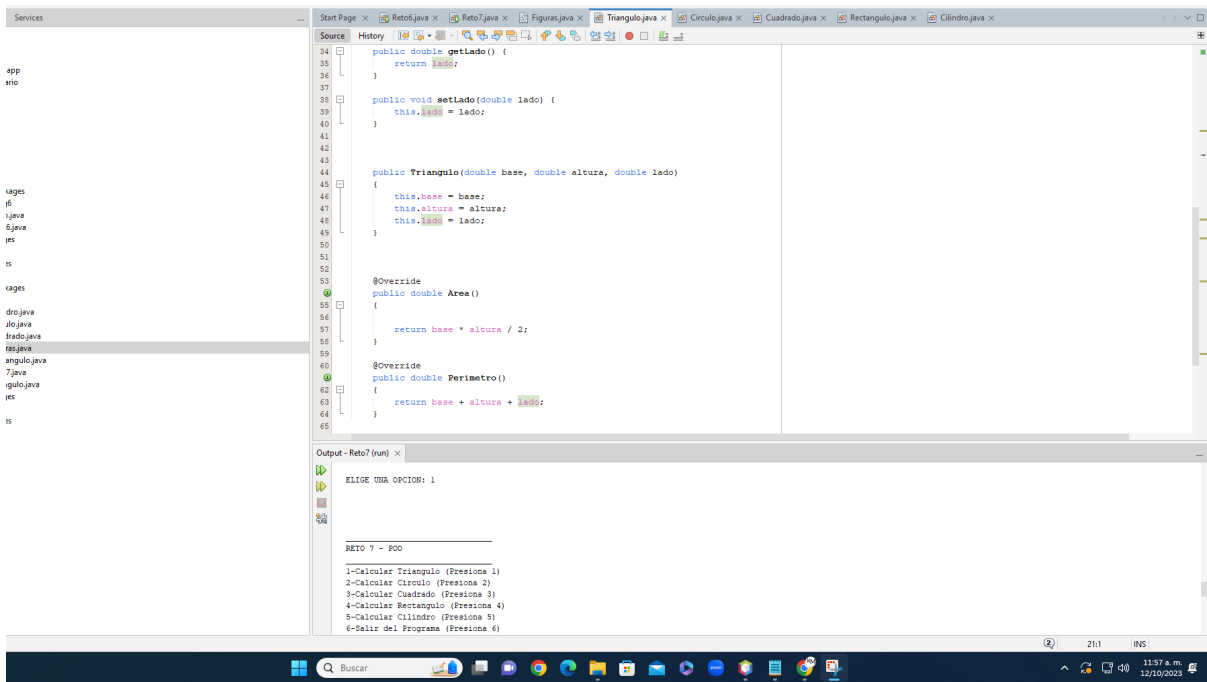 Services
Start Page Reto6.java Reto7.java Figuras.java Triangulo.java Circulo.java Cuadrado.java Rectangulo.java Cilindro.java
Source History
app
ario
kages
j6
o.java
6.java
jes
es
kages
dro.java
ulo.java
drado.java
ras.java
angulo.java
7.java
ngulo.java
jes
es
34 public double getLado() {
35 return lado;
36 }
37
38 public void setLado(double lado) {
39 this.lado = lado;
40 }
41
42
43
44 public Triangulo(double base, double altura, double lado)
45 {
46 this.base = base;
47 this.altura = altura;
48 this.lado = lado;
49 }
50
51
52
53 @Override
public double Area()
55 {
56
57 return base * altura / 2;
58 }
59
60 @Override
public double Perimetro()
62 {
63 return base + altura + lado;
64 }
65
Output - Reto7 (run)
ELIGE UNA OPCION: 1
RETO 7 - POO
1-Calcular Triangulo (Presiona 1)
2-Calcular Circulo (Presiona 2)
3-Calcular Cuadrado (Presiona 3)
4-Calcular Rectangulo (Presiona 4)
5-Calcular Cilindro (Presiona 5)
6-Salir del Programa (Presiona 6)
2 21:1 INS
Buscar
11:57 a. m.
12/10/2023